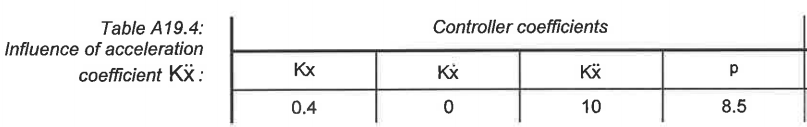 Table A19.4:
Influence of acceleration
coefficient Kẍ :
Controller coefficients
Kx Kẋ Kẍ p
0.4 0 10 8.5